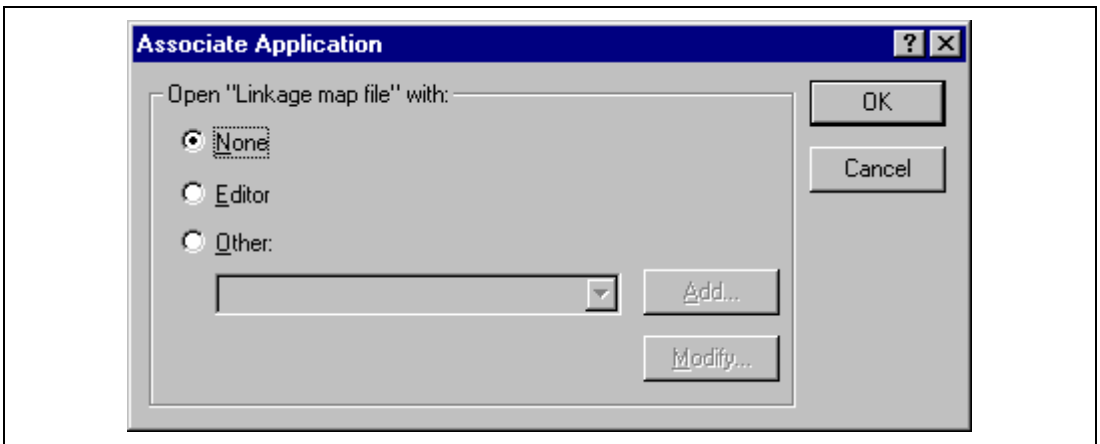 Associate Application
Open "Linkage map file" with:
OK
None
Cancel
Editor
Other:
Add...
Modify...